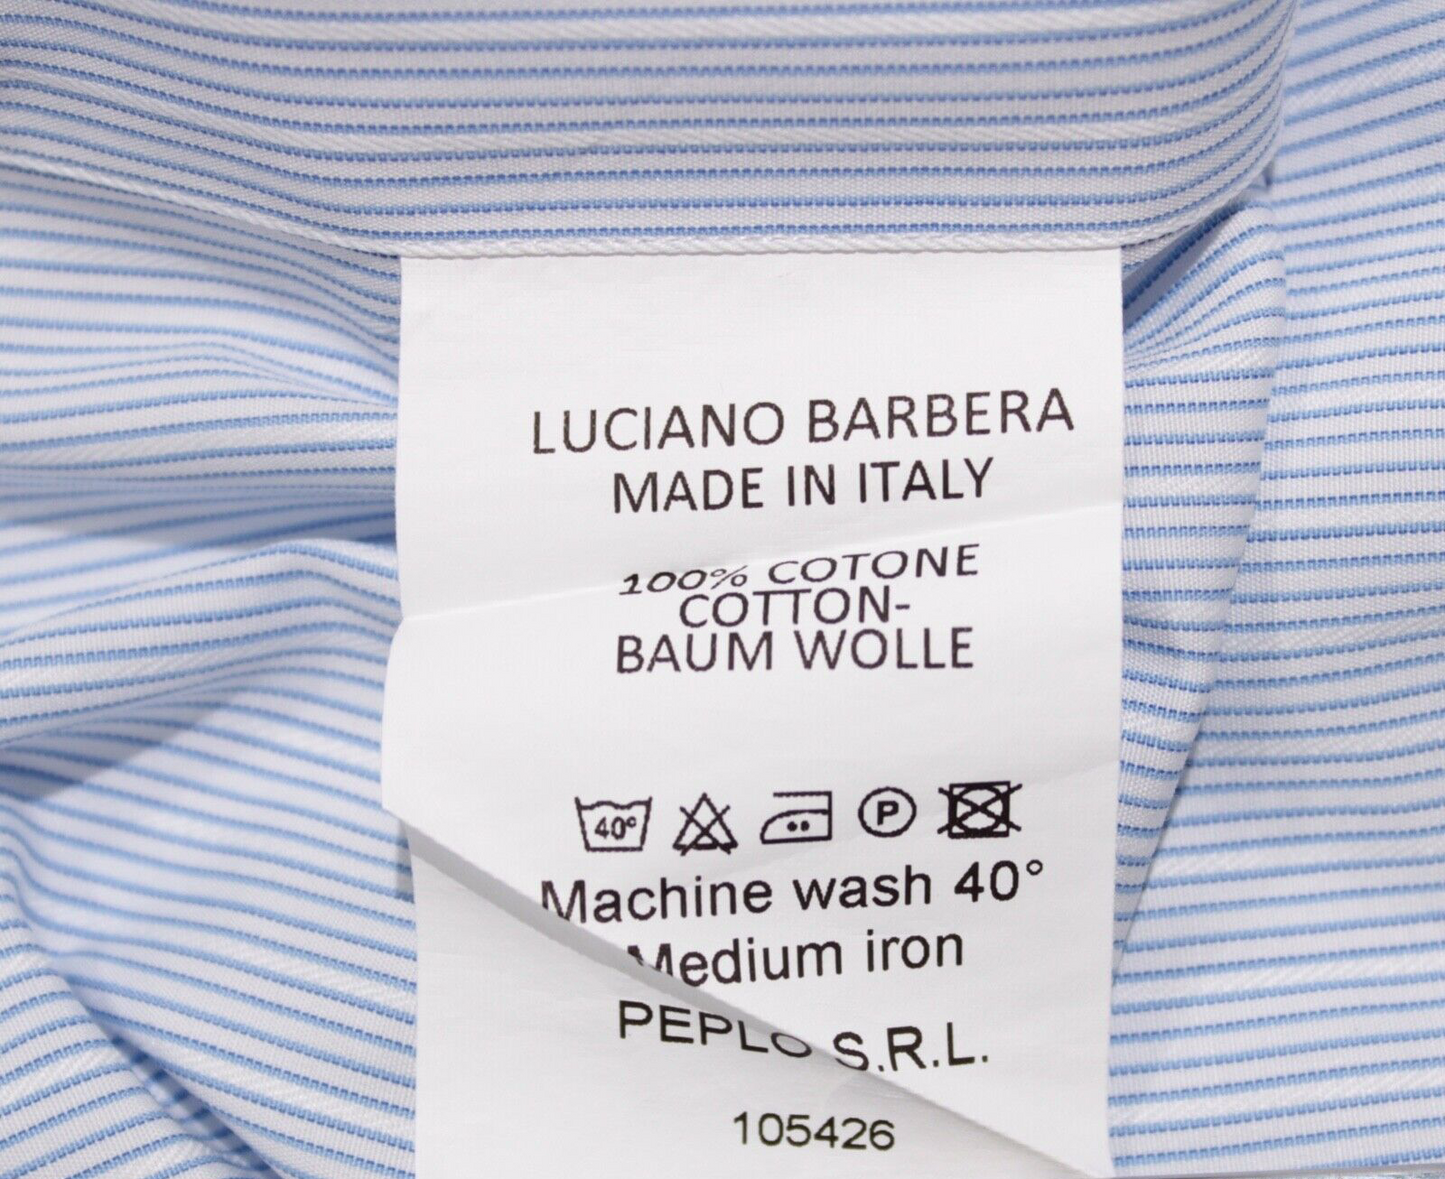 LUCIANO BARBERA
MADE IN ITALY
100% COTONE
COTTON-
BAUM WOLLE
40°
P
Machine wash 40°
Medium iron
PEPLO S.R.L.
105426